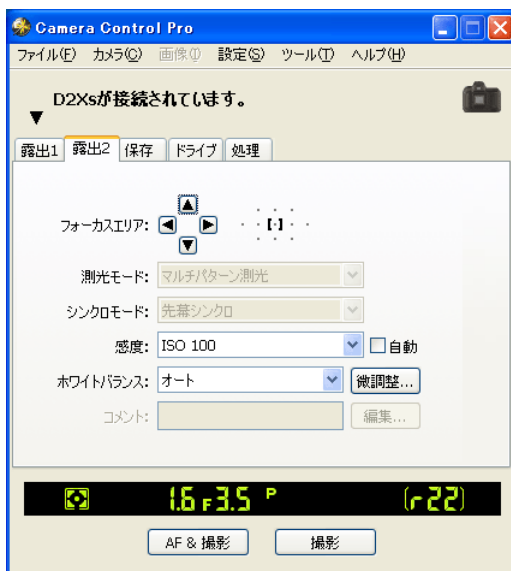 Camera Control Pro
ファイル(F) カメラ(C) 画像(I) 設定(S) ツール(T) ヘルプ(H)
D2Xsが接続されています。
露出1 露出2 保存 ドライブ 処理
フォーカスエリア:
測光モード: マルチパターン測光
シンクロモード: 先幕シンクロ
感度: ISO 100 自動
ホワイトバランス: オート 微調整...
コメント: 編集...
1.6 F3.5 P (r22)
AF & 撮影 撮影